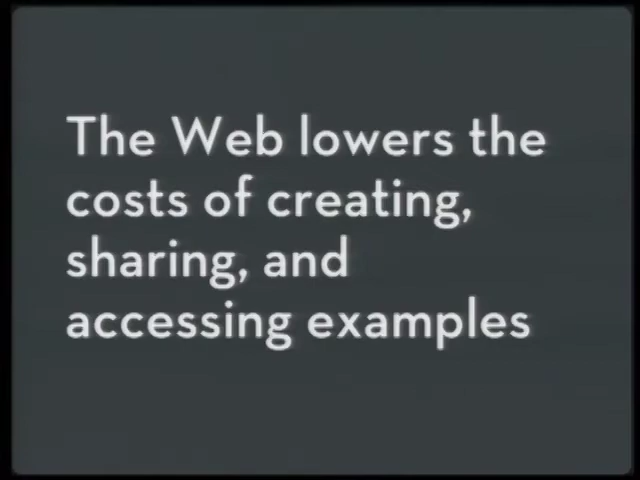 The Web lowers the
costs of creating,
sharing, and
accessing examples